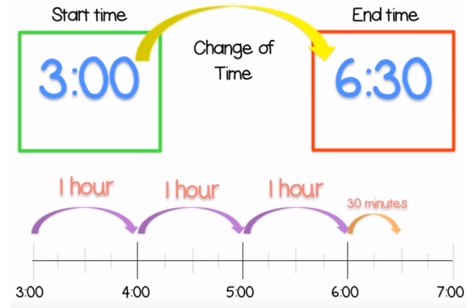 Start time
End time
Change of
Time
3:00
6:30
1 hour
1 hour
1 hour
30 minutes
3:00
4:00
5:00
6:00
7:00